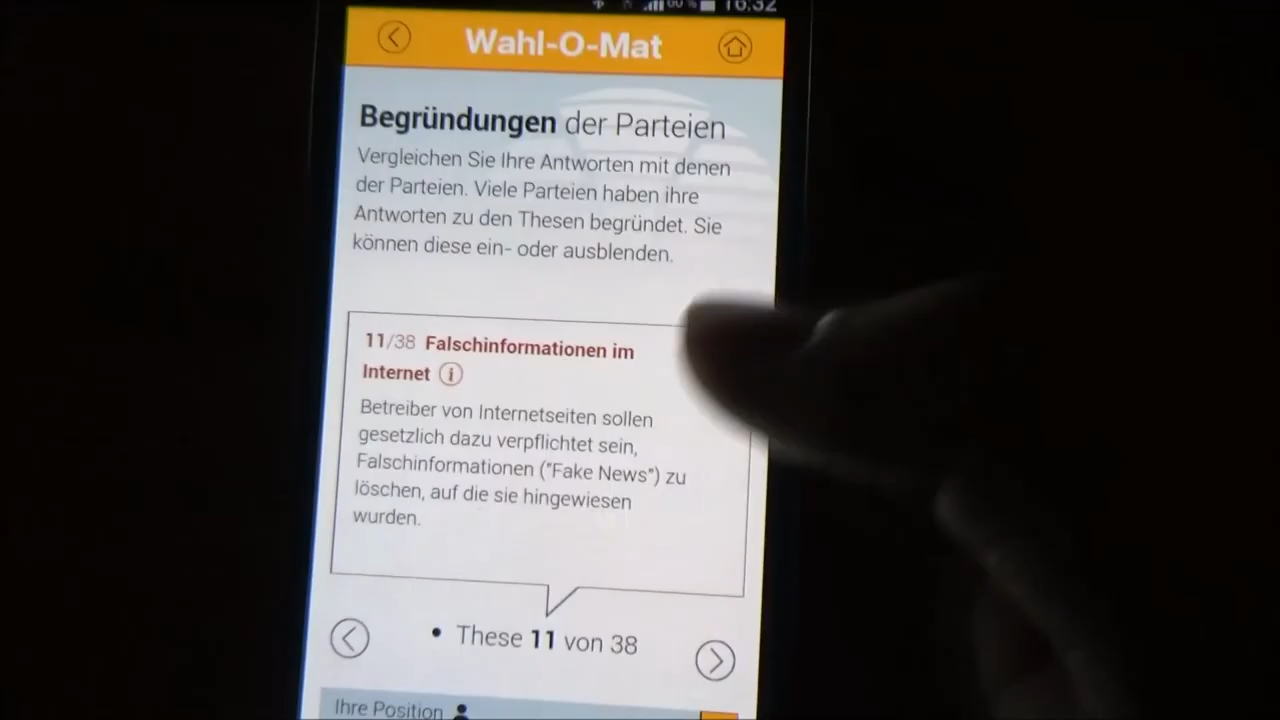 60% 16:32
Wahl-O-Mat
Begründungen der Parteien
Vergleichen Sie Ihre Antworten mit denen
der Parteien. Viele Parteien haben ihre
Antworten zu den Thesen begründet. Sie
können diese ein- oder ausblenden.
11/38 Falschinformationen im
Internet i
Betreiber von Internetseiten sollen
gesetzlich dazu verpflichtet sein,
Falschinformationen ("Fake News") zu
löschen, auf die sie hingewiesen
wurden.
• These 11 von 38
Ihre Position